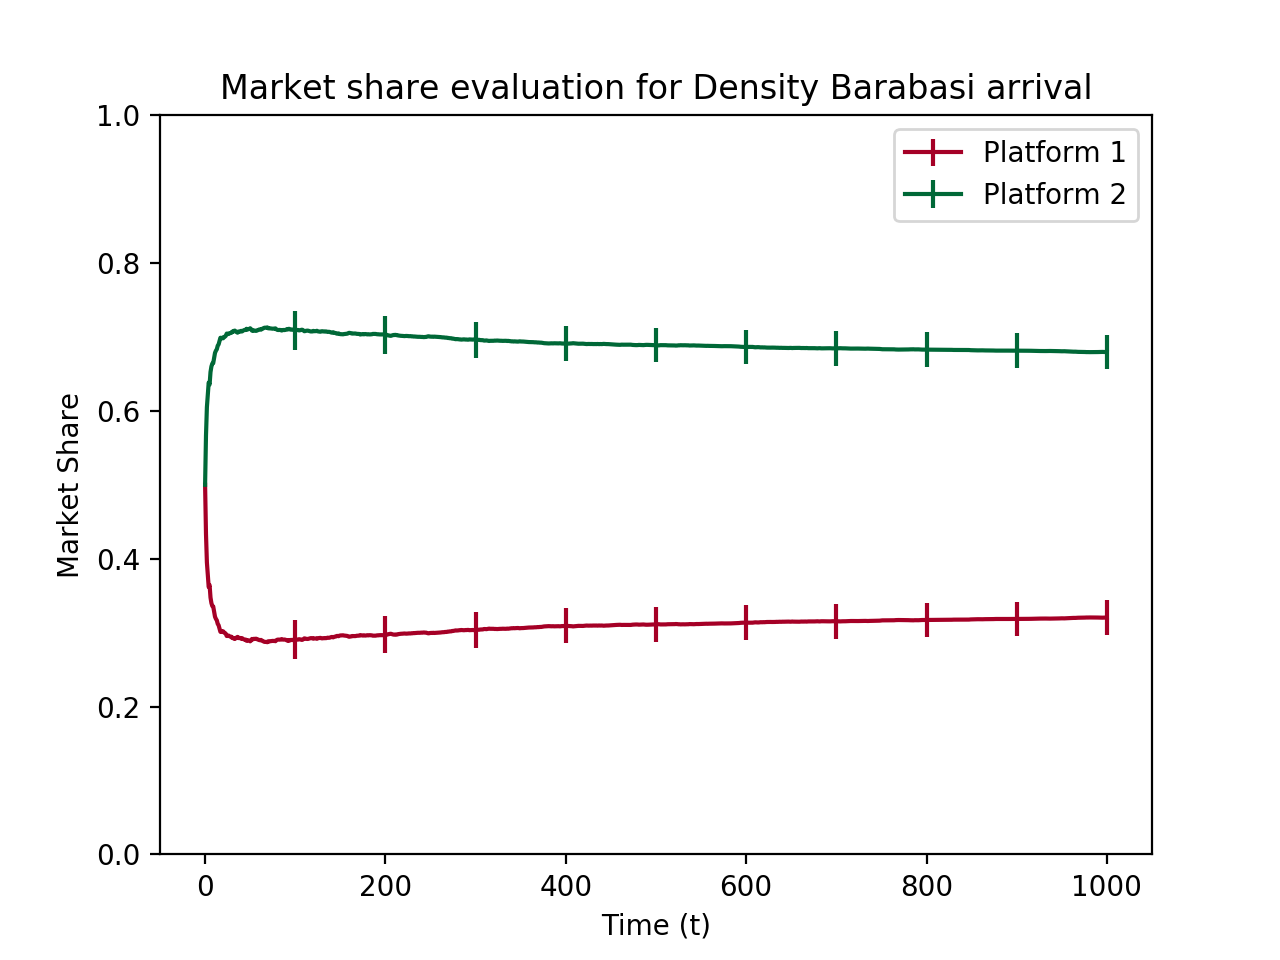 Market share evaluation for Density Barabasi arrival
Platform 1
Platform 2
Market Share
1.0
0.8
0.6
0.4
0.2
0.0
0 200 400 600 800 1000
Time (t)